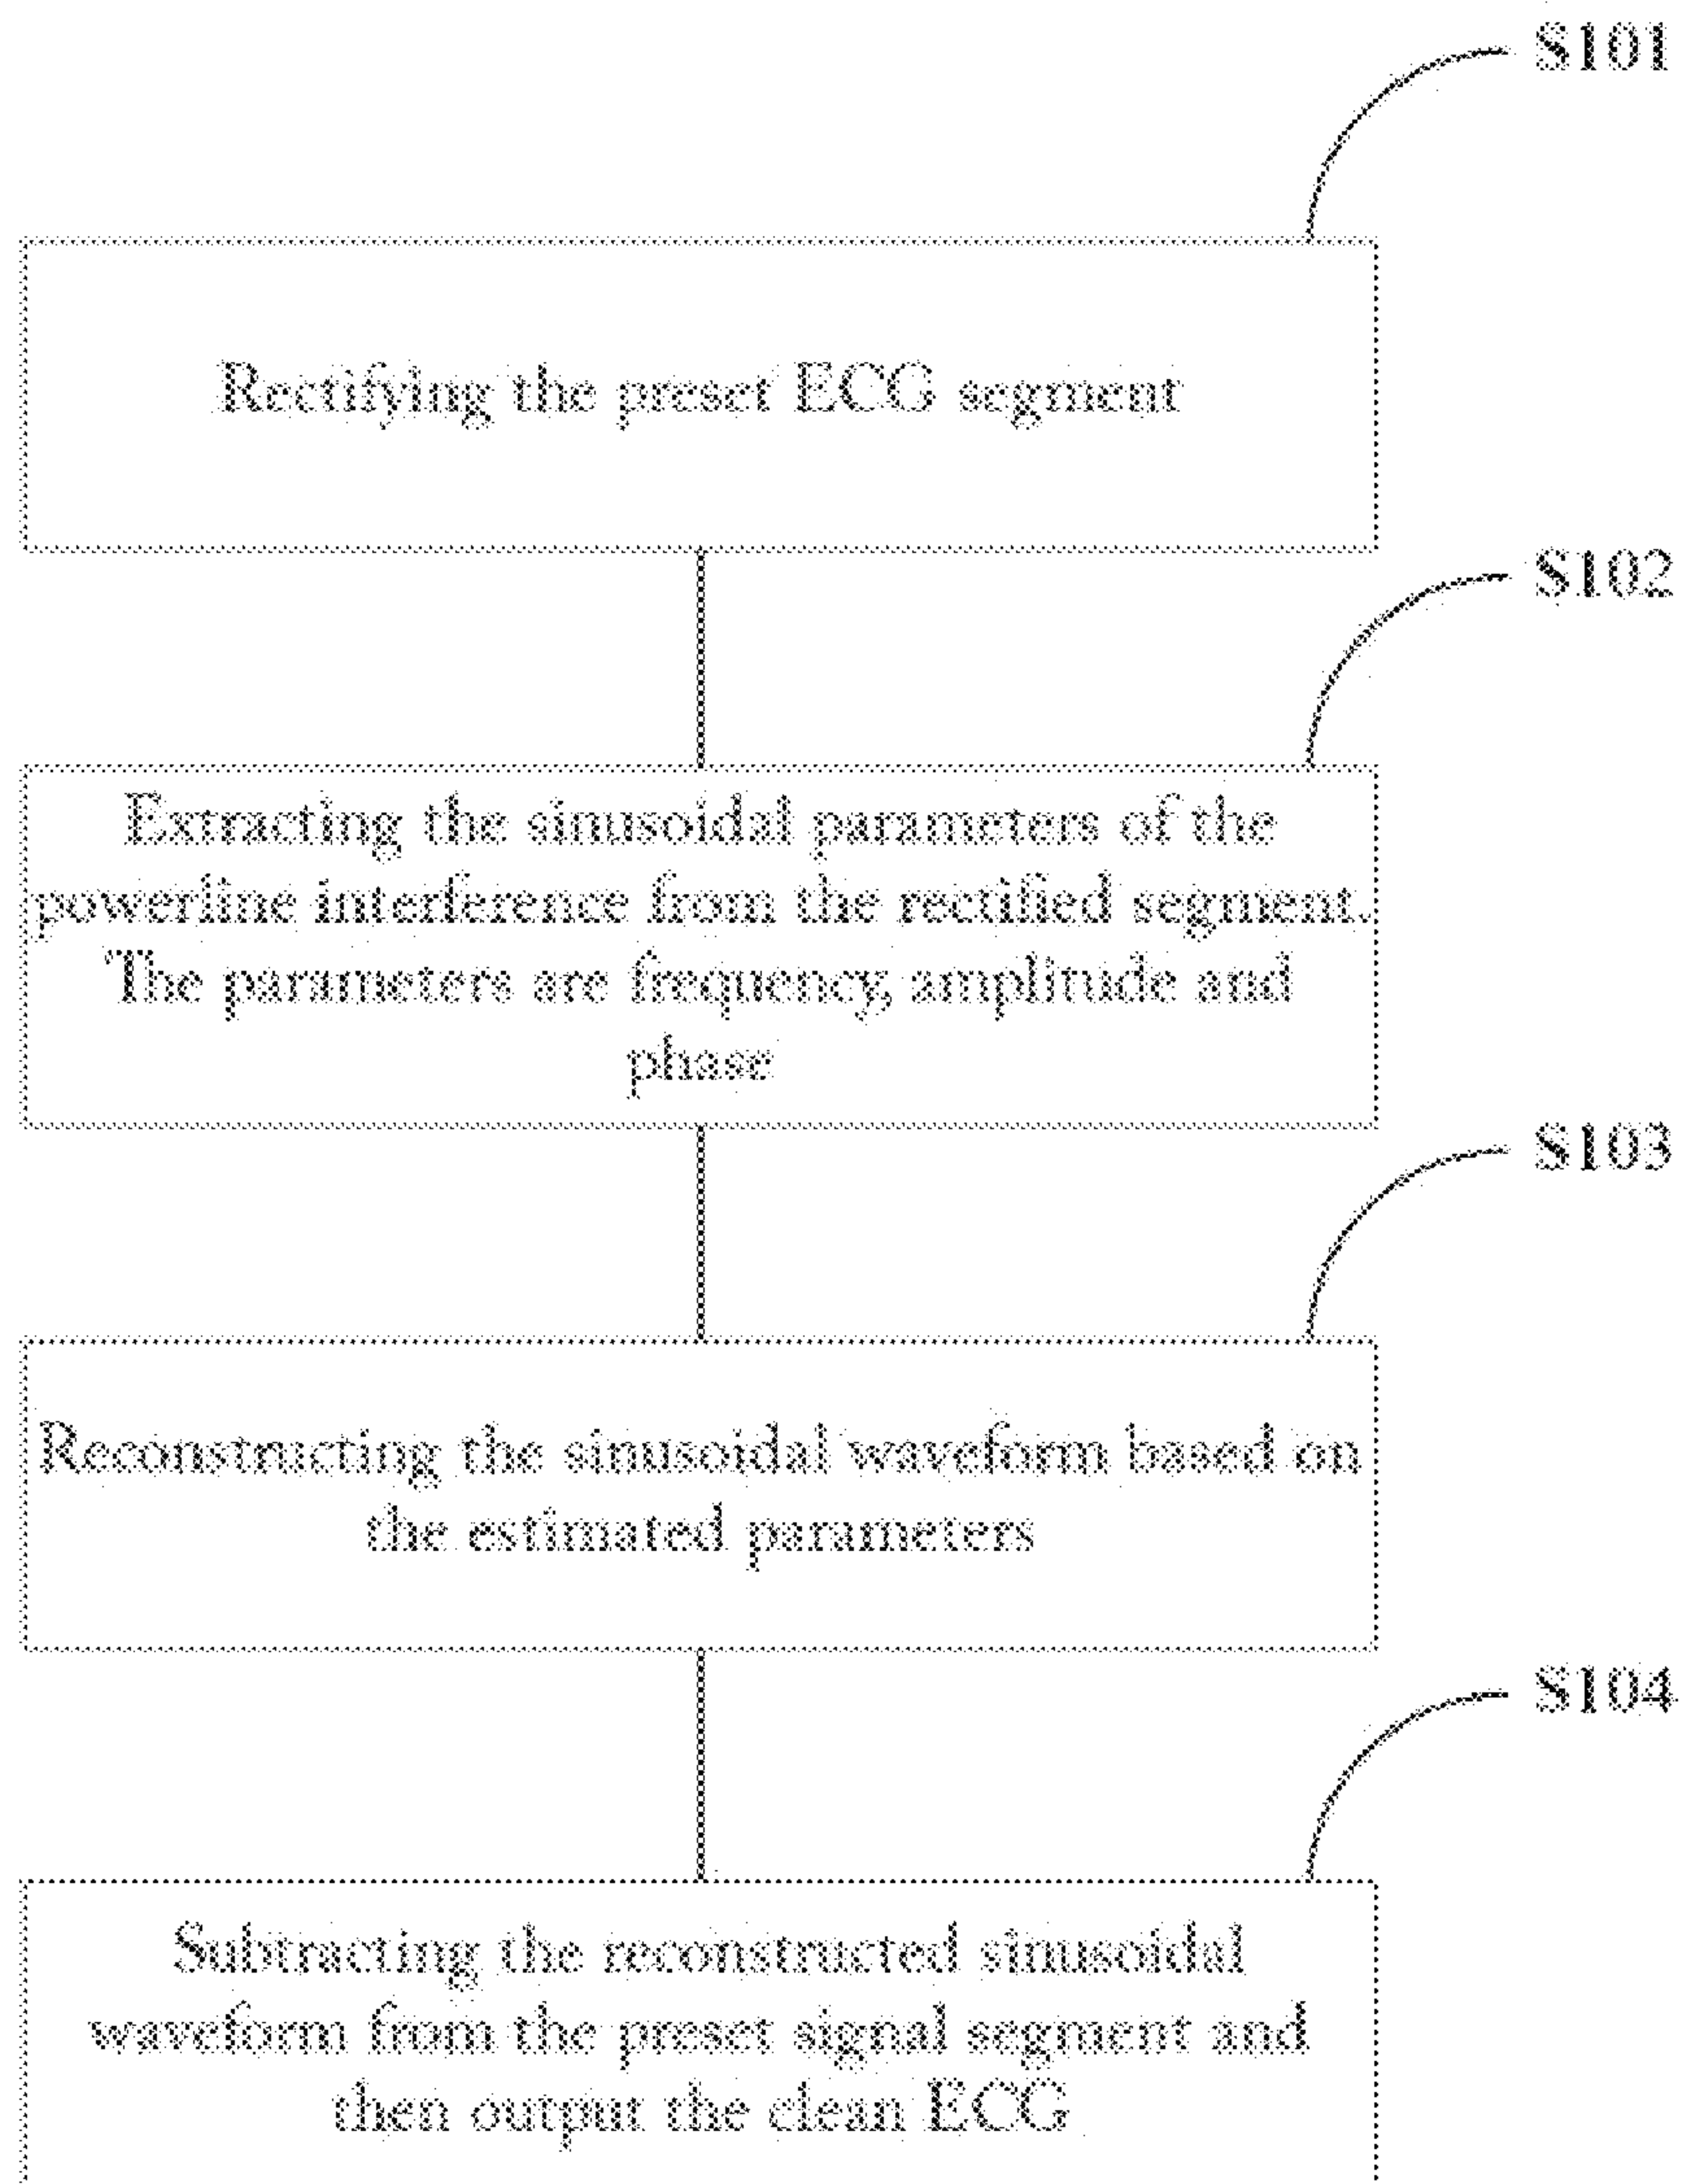 S101
Rectifying the preset ECG segment
S102
Extracting the sinusoidal parameters of the
powerline interference from the rectified segment.
The parameters are frequency, amplitude and
phase
S103
Reconstructing the sinusoidal waveform based on
the estimated parameters
S104
Subtracting the reconstructed sinusoidal
waveform from the preset signal segment and
then output the clean ECG